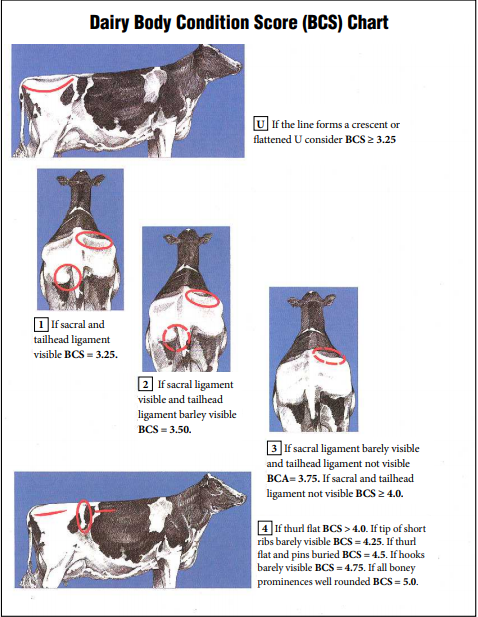 Dairy Body Condition Score (BCS) Chart
U If the line forms a crescent or
flattened U consider BCS ≥ 3.25
1 If sacral and
tailhead ligament
visible BCS = 3.25.
2 If sacral ligament
visible and tailhead
ligament barley visible
BCS = 3.50.
3 If sacral ligament barely visible
and tailhead ligament not visible
BCA= 3.75. If sacral and tailhead
ligament not visible BCS ≥ 4.0.
4 If thurl flat BCS > 4.0. If tip of short
ribs barely visible BCS = 4.25. If thurl
flat and pins buried BCS = 4.5. If hooks
barely visible BCS = 4.75. If all boney
prominences well rounded BCS = 5.0.